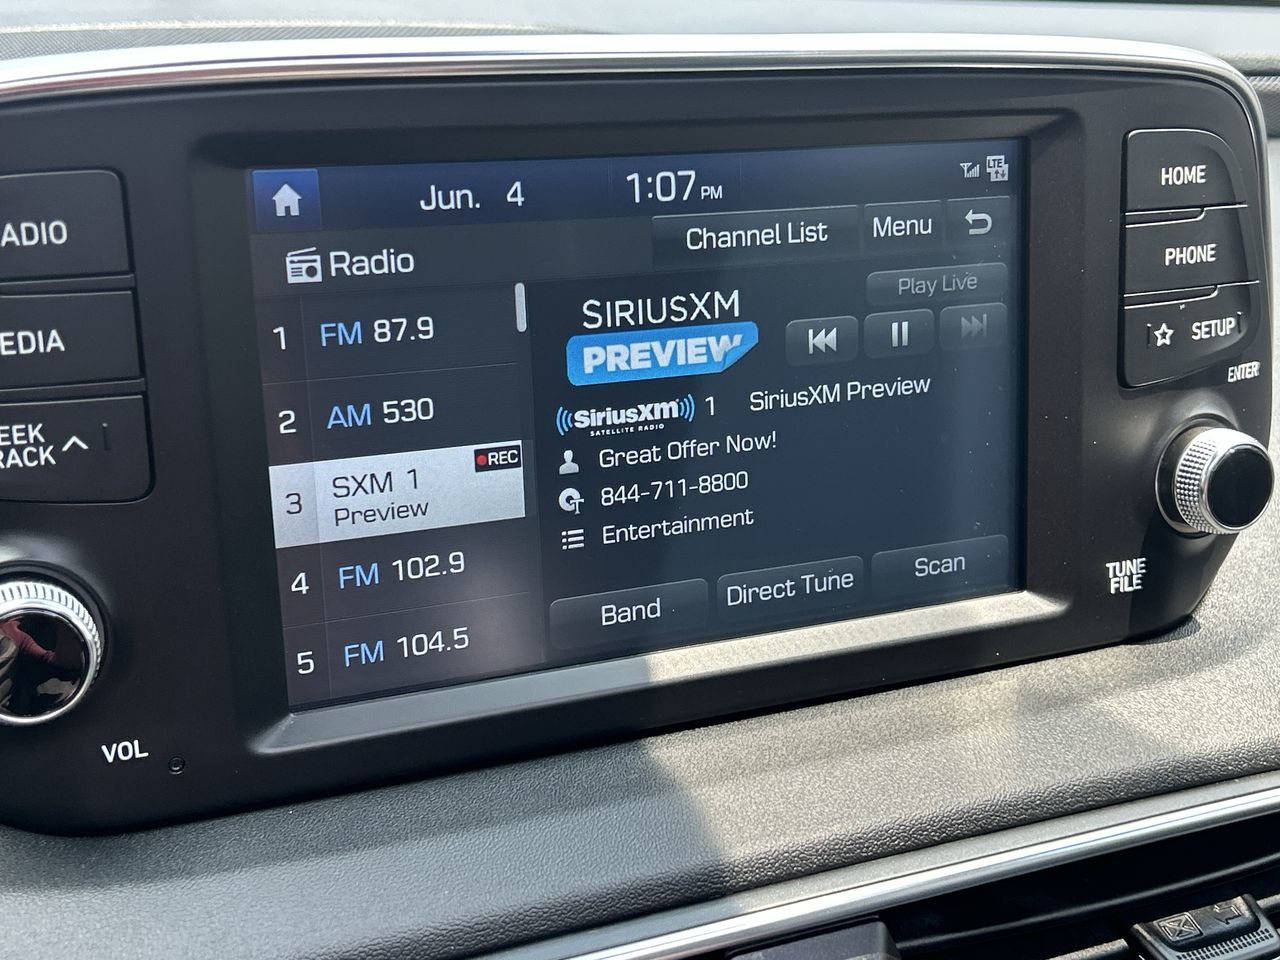 Jun. 4 1:07 PM LTE
Radio Channel List Menu
1 FM 87.9
2 AM 530
3 SXM 1 REC
Preview
4 FM 102.9
5 FM 104.5
SIRIUSXM
PREVIEW
Play Live
((SiriusXM)) 1 SiriusXM Preview
SATELLITE RADIO
Great Offer Now!
844-711-8800
Entertainment
Band Direct Tune Scan
ADIO
EDIA
EEK
RACK
VOL
HOME
PHONE
SETUP
ENTER
TUNE
FILE